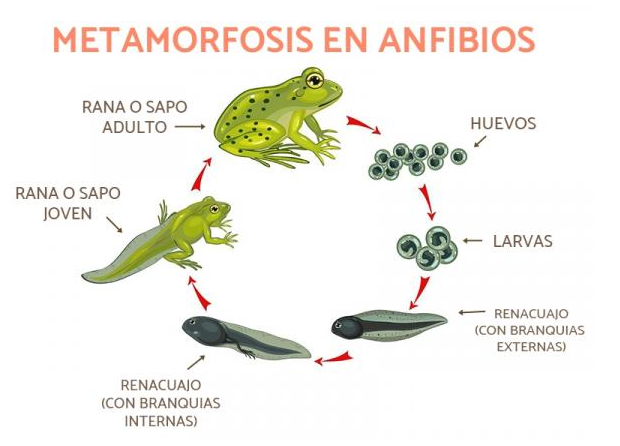 METAMORFOSIS EN ANFIBIOS
RANA O SAPO
ADULTO
HUEVOS
RANA O SAPO
JOVEN
LARVAS
RENACUAJO
(CON BRANQUIAS
EXTERNAS)
RENACUAJO
(CON BRANQUIAS
INTERNAS)